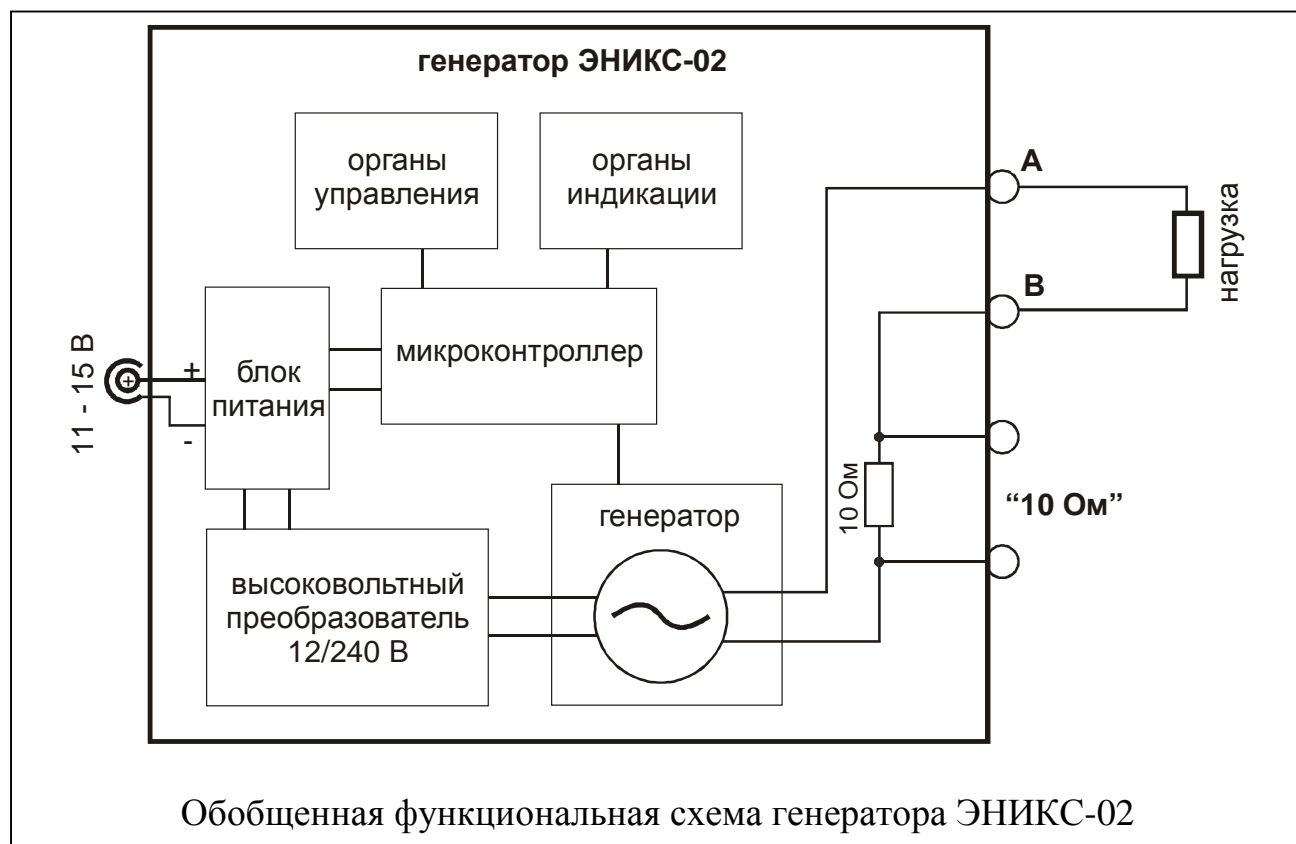 генератор ЭНИКС-02
органы
управления
органы
индикации
А
нагрузка
В
11 - 15 В
+
+
-
блок
питания
микроконтроллер
генератор
10 Ом
“10 Ом”
высоковольтный
преобразователь
12/240 В
Обобщенная функциональная схема генератора ЭНИКС-02